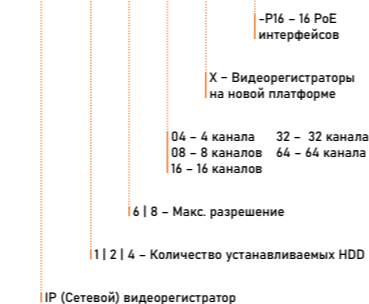 -P16 – 16 PoE
интерфейсов
X – Видеорегистраторы
на новой платформе
04 – 4 канала 32 – 32 канала
08 – 8 каналов 64 – 64 канала
16 – 16 каналов
6 | 8 – Макс. разрешение
1 | 2 | 4 – Количество устанавливаемых HDD
IP (Сетевой) видеорегистратор